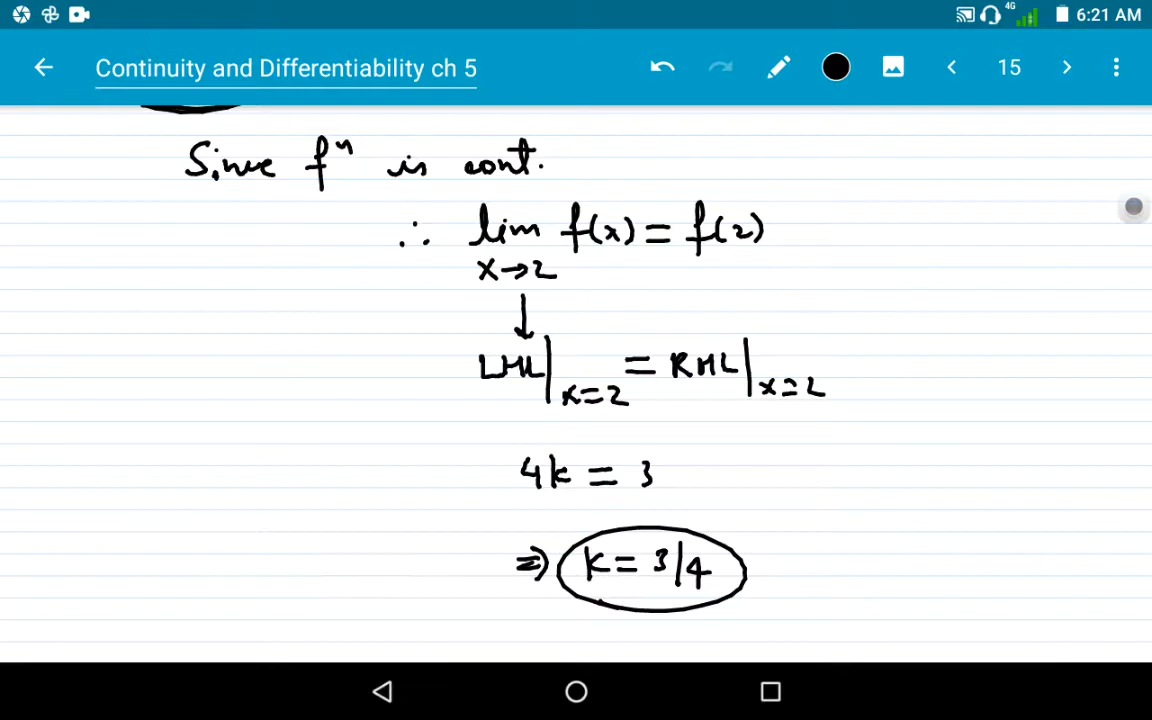 4G 6:21 AM
Continuity and Differentiability ch 5 15
Since fⁿ is cont.
∴ lim f(x) = f(2)
x→2
↓
LHL|x=2 = RHL|x=2
4k = 3
⇒ k = 3/4